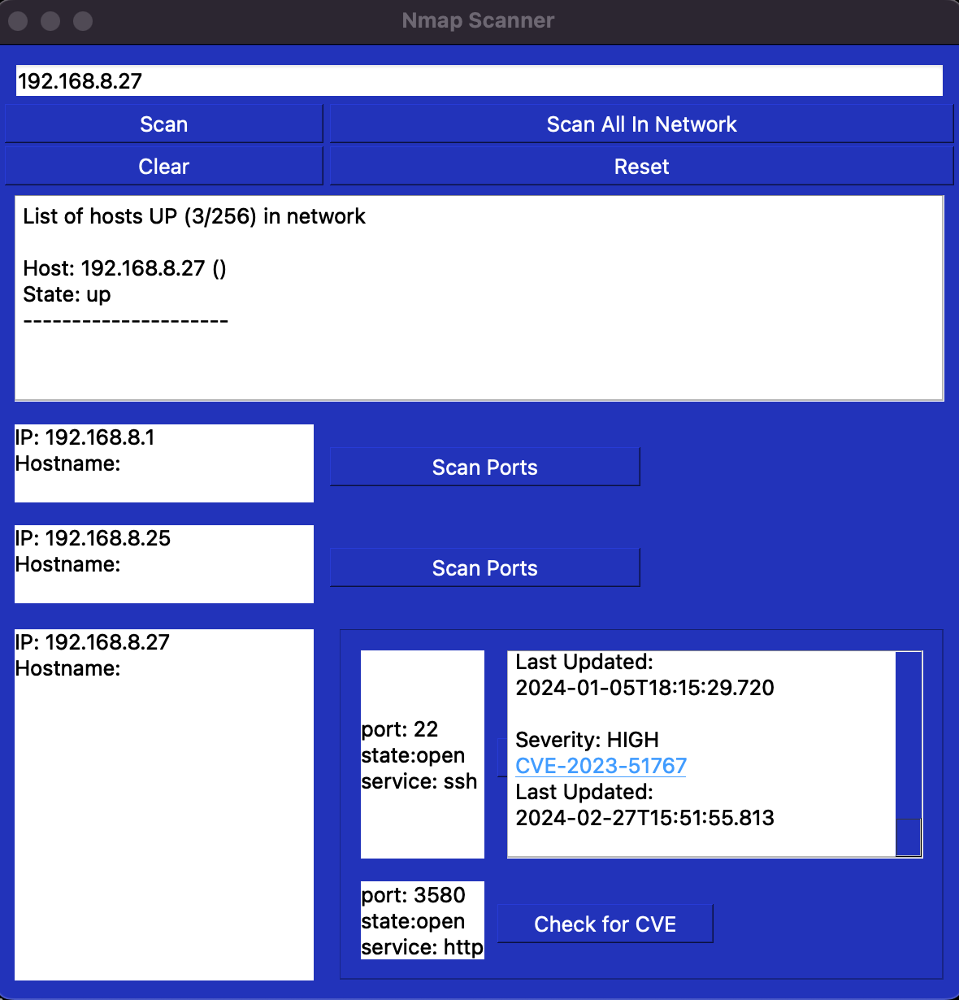 Nmap Scanner
192.168.8.27
Scan
Scan All In Network
Clear
Reset
List of hosts UP (3/256) in network
Host: 192.168.8.27 ()
State: up
---------------------
IP: 192.168.8.1
Hostname:
Scan Ports
IP: 192.168.8.25
Hostname:
Scan Ports
IP: 192.168.8.27
Hostname:
port: 22
state:open
service: ssh
Last Updated:
2024-01-05T18:15:29.720
Severity: HIGH
CVE-2023-51767
Last Updated:
2024-02-27T15:51:55.813
port: 3580
state:open
service: http
Check for CVE